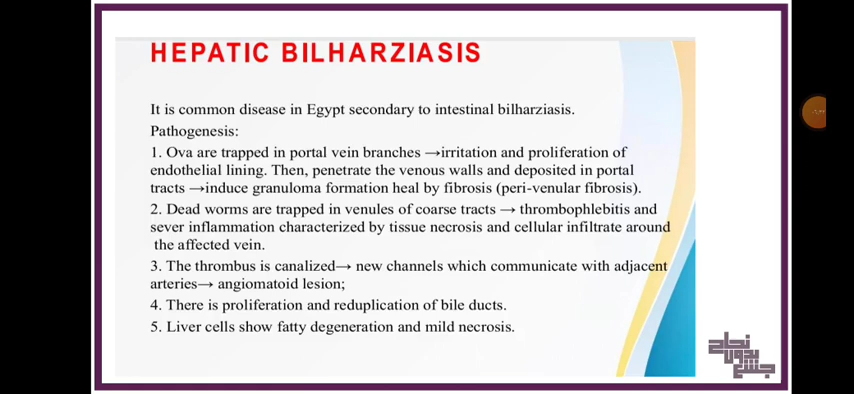 HEPATIC BILHARZIASIS
It is common disease in Egypt secondary to intestinal bilharziasis.
Pathogenesis:
1. Ova are trapped in portal vein branches →irritation and proliferation of
endothelial lining. Then, penetrate the venous walls and deposited in portal
tracts →induce granuloma formation heal by fibrosis (peri-venular fibrosis).
2. Dead worms are trapped in venules of coarse tracts → thrombophlebitis and
sever inflammation characterized by tissue necrosis and cellular infiltrate around
the affected vein.
3. The thrombus is canalized→ new channels which communicate with adjacent
arteries→ angiomatoid lesion;
4. There is proliferation and reduplication of bile ducts.
5. Liver cells show fatty degeneration and mild necrosis.
نجاح
بدون